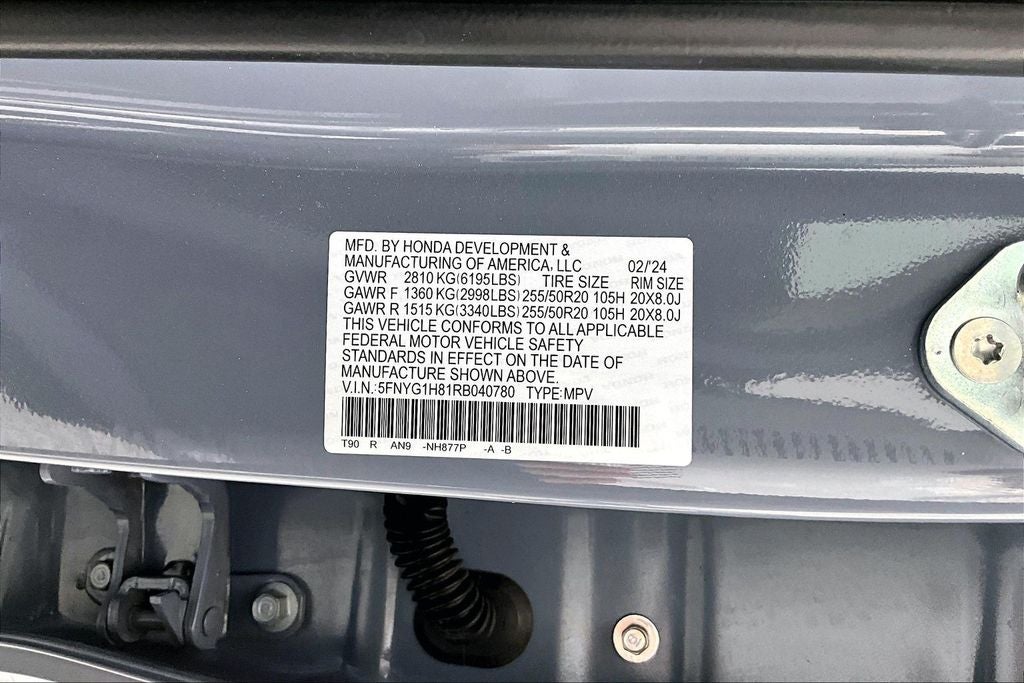 MFD. BY HONDA DEVELOPMENT &
MANUFACTURING OF AMERICA, LLC 02/'24
GVWR 2810 KG(6195LBS) TIRE SIZE RIM SIZE
GAWR F 1360 KG(2998LBS) 255/50R20 105H 20X8.0J
GAWR R 1515 KG(3340LBS) 255/50R20 105H 20X8.0J
THIS VEHICLE CONFORMS TO ALL APPLICABLE
FEDERAL MOTOR VEHICLE SAFETY
STANDARDS IN EFFECT ON THE DATE OF
MANUFACTURE SHOWN ABOVE.
V.I.N.:5FNYG1H81RB040780 TYPE:MPV
T90 R AN9 -NH877P -A -B